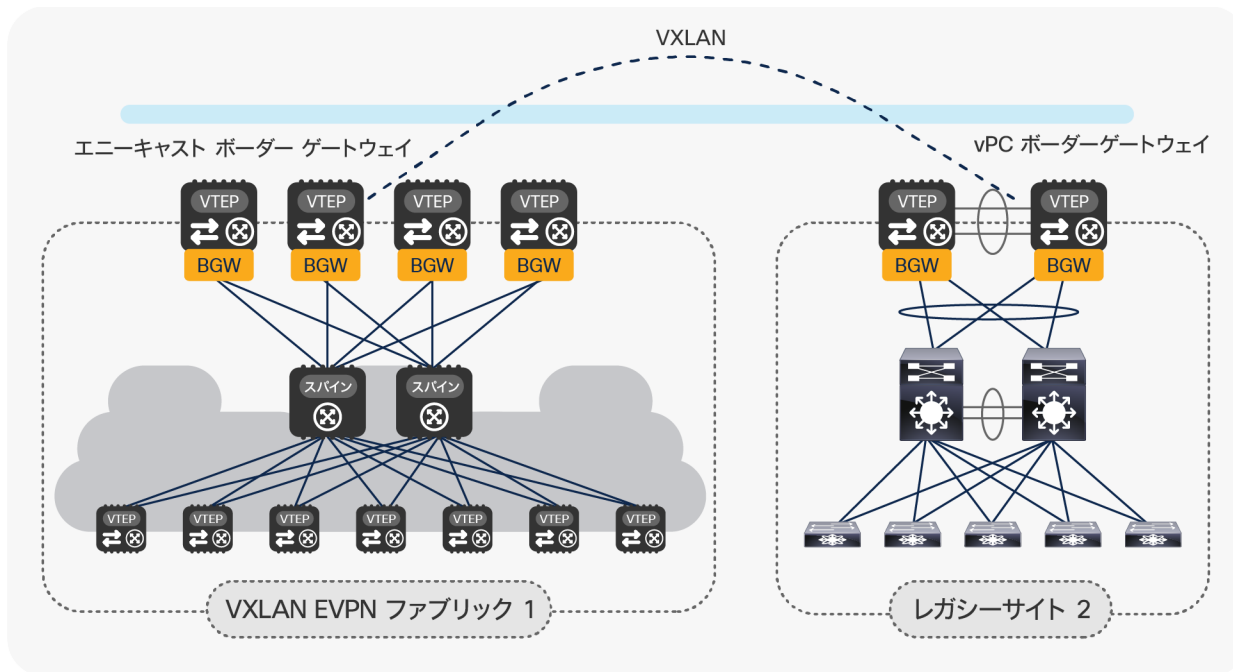 VXLAN
エニーキャスト ボーダー ゲートウェイ
vPC ボーダーゲートウェイ
VTEP
VTEP
VTEP
VTEP
VTEP
VTEP
BGW
BGW
BGW
BGW
BGW
BGW
スパイン
スパイン
VTEP
VTEP
VTEP
VTEP
VTEP
VTEP
VTEP
VXLAN EVPN ファブリック 1
レガシーサイト 2